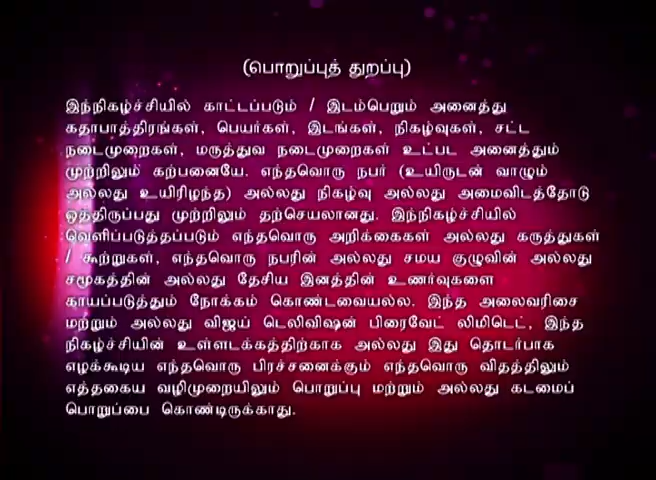 (பொறுப்புத் துறப்பு)
இந்நிகழ்ச்சியில் காட்டப்படும் / இடம்பெறும் அனைத்து
கதாபாத்திரங்கள், பெயர்கள், இடங்கள், நிகழ்வுகள், சட்ட
நடைமுறைகள், மருத்துவ நடைமுறைகள் உட்பட அனைத்தும்
முற்றிலும் கற்பனையே. எந்தவொரு நபர் (உயிருடன் வாழும்
அல்லது உயிரிழந்த) அல்லது நிகழ்வு அல்லது அமைவிடத்தோடு
ஒத்திருப்பது முற்றிலும் தற்செயலானது. இந்நிகழ்ச்சியில்
வெளிப்படுத்தப்படும் எந்தவொரு அறிக்கைகள் அல்லது கருத்துகள்
/ கூற்றுகள், எந்தவொரு நபரின் அல்லது சமய குழுவின் அல்லது
சமூகத்தின் அல்லது தேசிய இனத்தின் உணர்வுகளை
காயப்படுத்தும் நோக்கம் கொண்டவையல்ல. இந்த அலைவரிசை
மற்றும் அல்லது விஜய் டெலிவிஷன் பிரைவேட் லிமிடெட், இந்த
நிகழ்ச்சியின் உள்ளடக்கத்திற்காக அல்லது இது தொடர்பாக
எழக்கூடிய எந்தவொரு பிரச்சனைக்கும் எந்தவொரு விதத்திலும்
எத்தகைய வழிமுறையிலும் பொறுப்பு மற்றும் அல்லது கடமைப்
பொறுப்பை கொண்டிருக்காது.